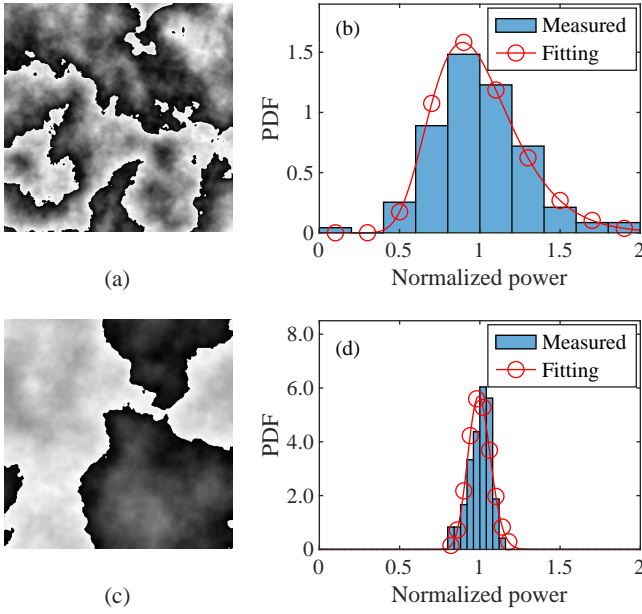 (b)
Measured
Fitting
PDF
1.5
1
0.5
0
0 0.5 1 1.5 2
Normalized power
(a)
8.0
(d)
Measured
Fitting
PDF
6.0
4.0
2.0
0
0 0.5 1 1.5 2
Normalized power
(c)